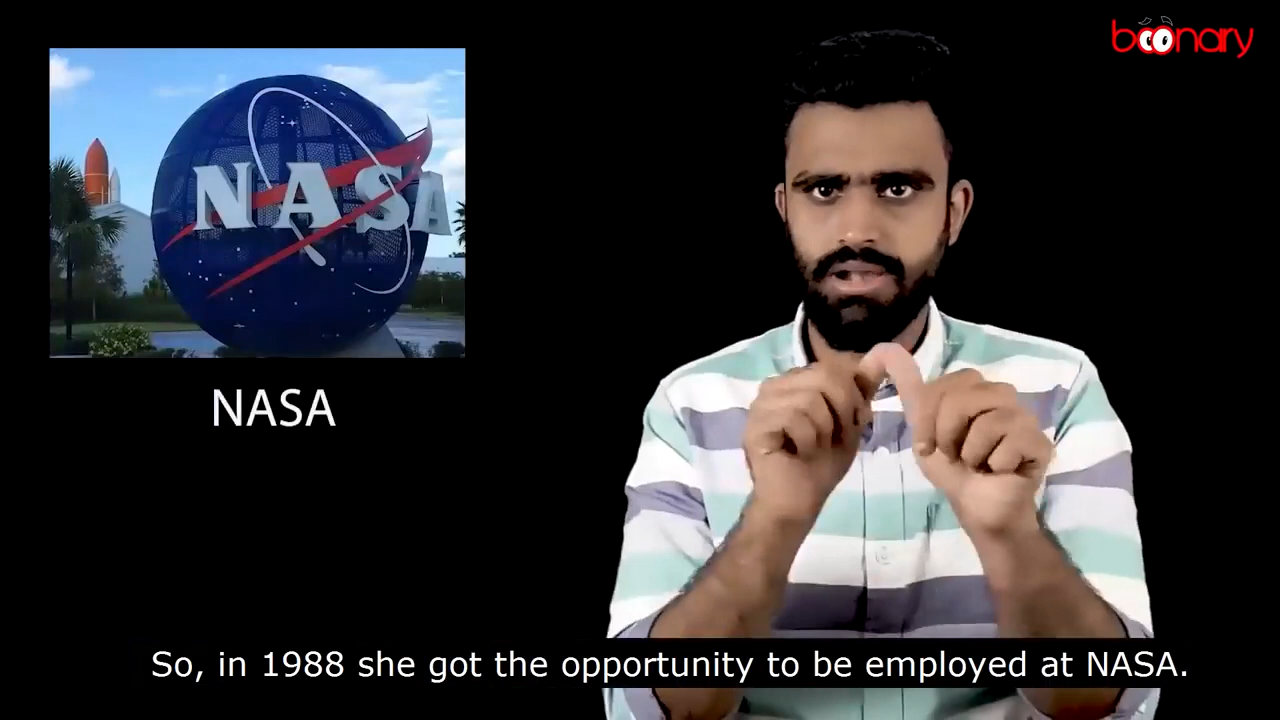 boonary
NASA
NASA
So, in 1988 she got the opportunity to be employed at NASA.